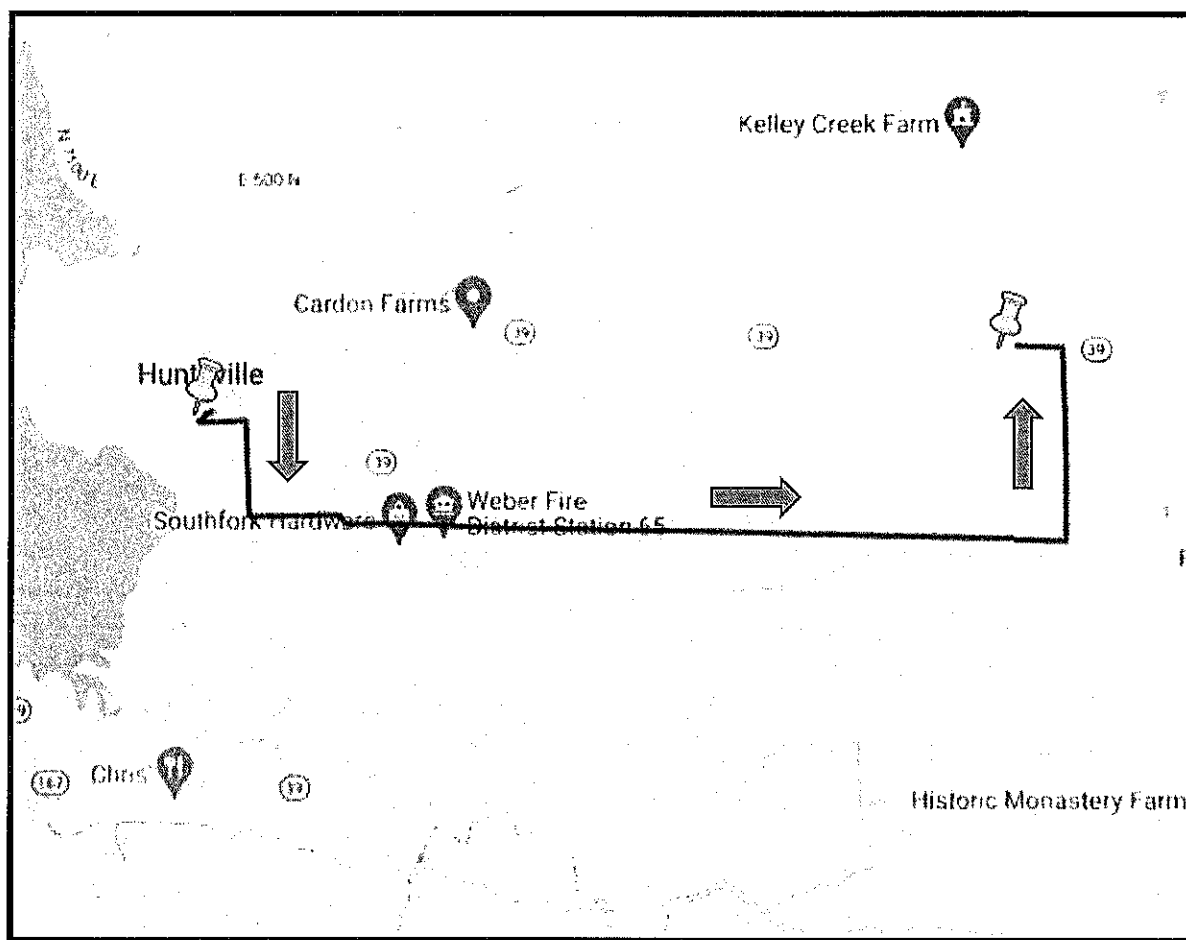 Kelley Creek Farm
E 500 N
Cardon Farms
39
39
39
Huntsville
39
Weber Fire
District Station 65
Southfork Hardware
167
Chris'
39
Historic Monastery Farm